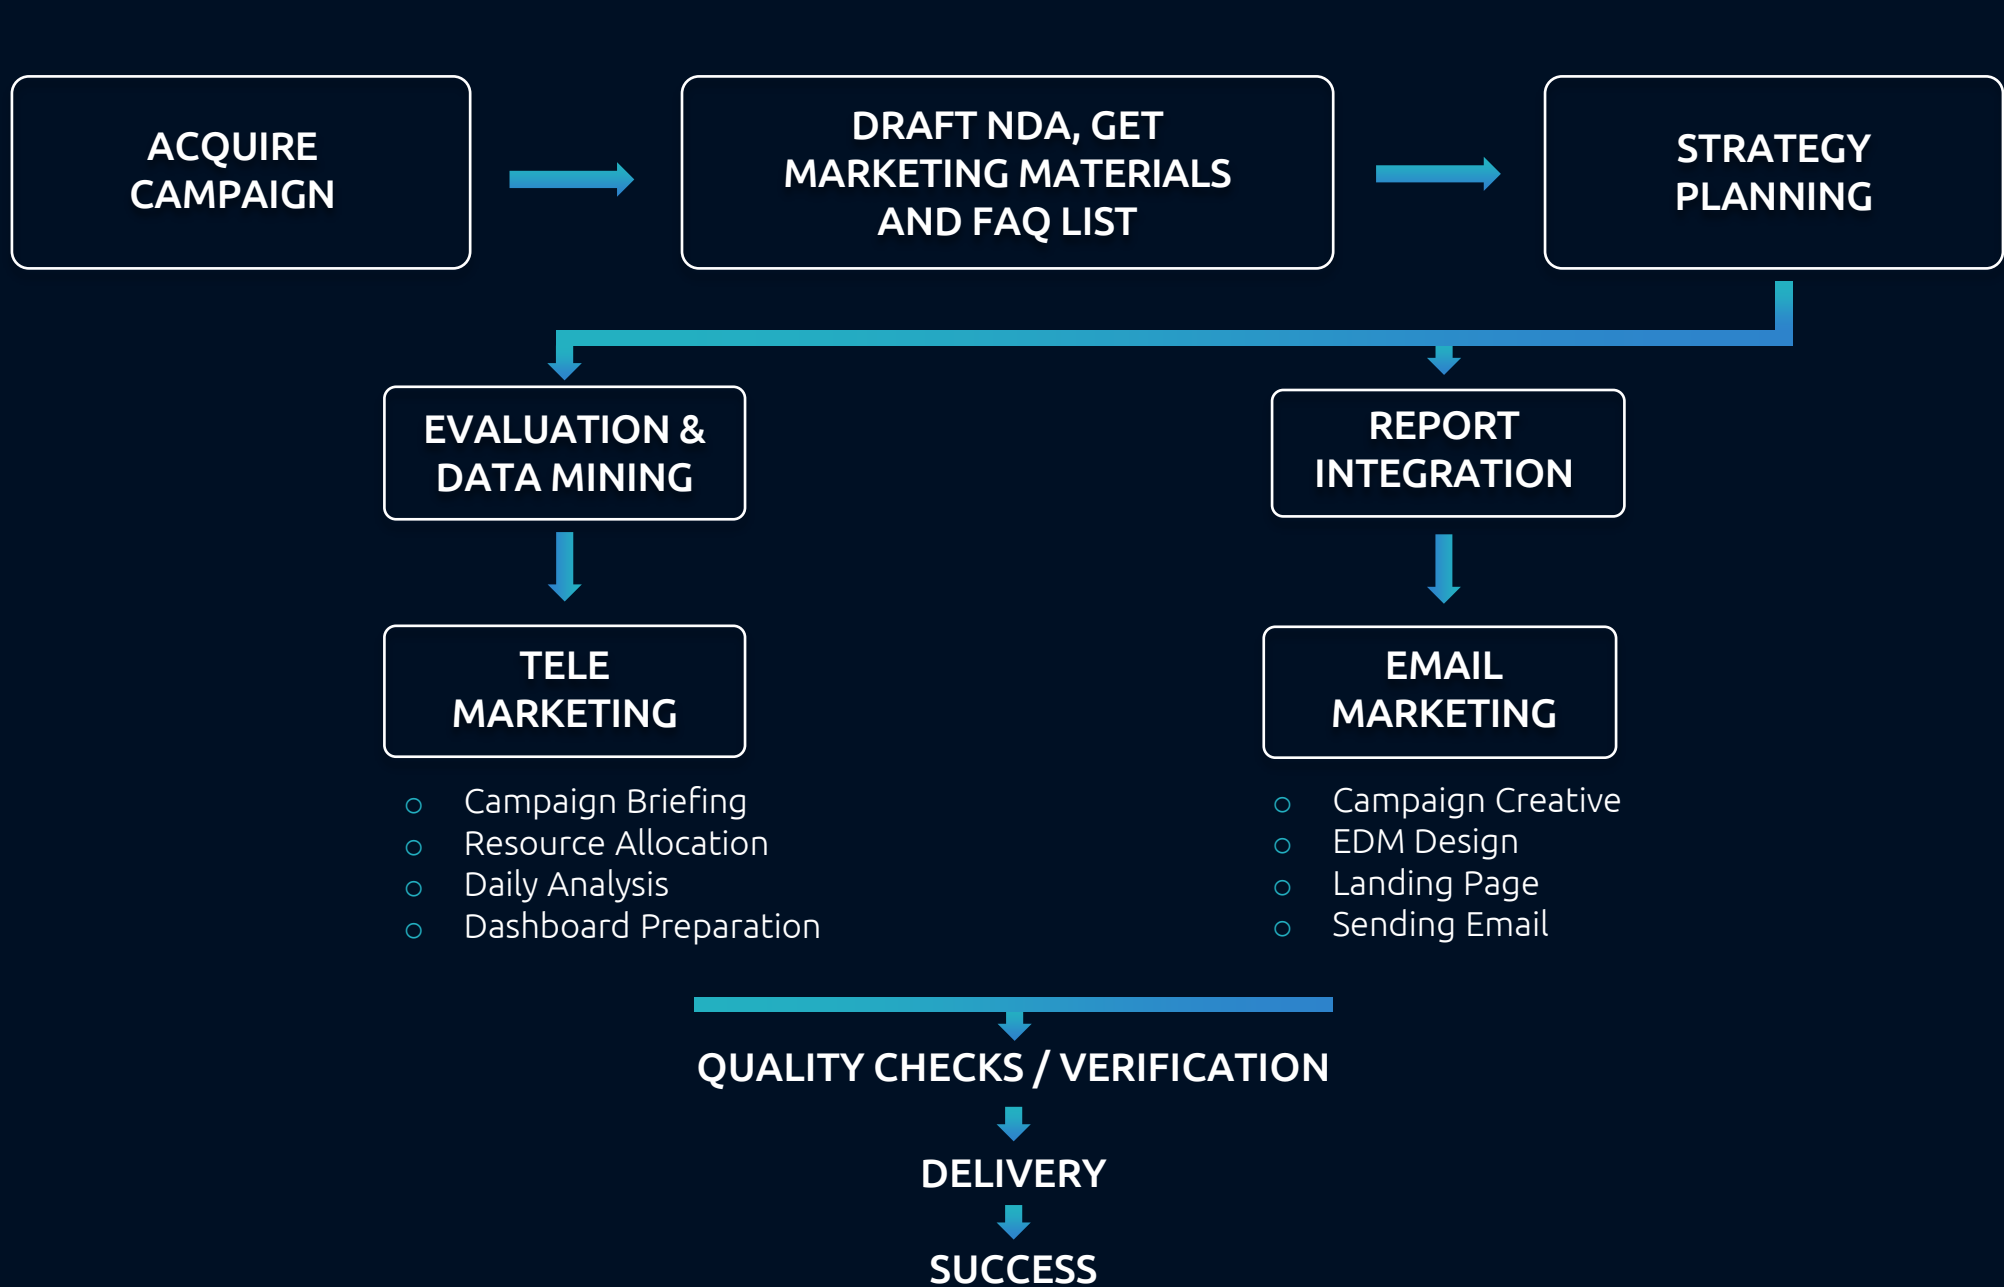 ACQUIRE
CAMPAIGN
DRAFT NDA, GET
MARKETING MATERIALS
AND FAQ LIST
STRATEGY
PLANNING
EVALUATION &
DATA MINING
REPORT
INTEGRATION
TELE
MARKETING
EMAIL
MARKETING
Campaign Briefing
Resource Allocation
Daily Analysis
Dashboard Preparation
Campaign Creative
EDM Design
Landing Page
Sending Email
QUALITY CHECKS / VERIFICATION
DELIVERY
SUCCESS